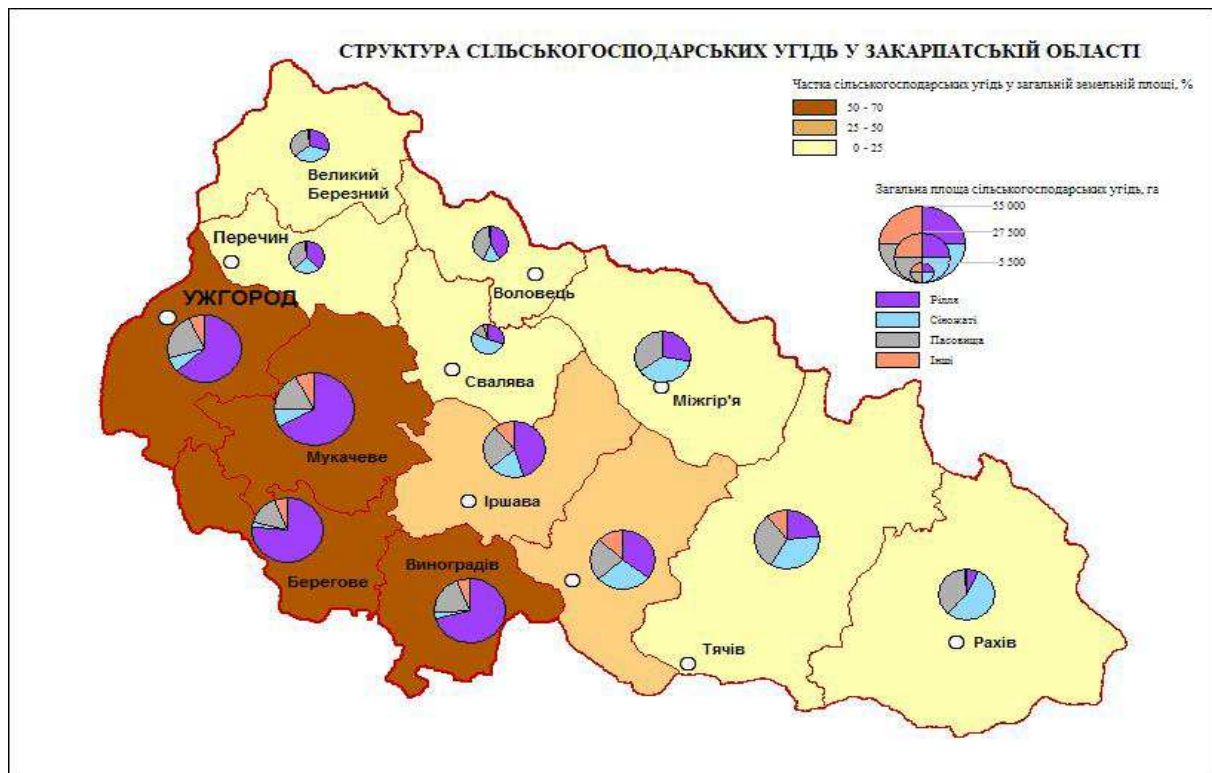 СТРУКТУРА СІЛЬСЬКОГОСПОДАРСЬКИХ УГІДЬ У ЗАКАРПАТСЬКІЙ ОБЛАСТІ
Частка сільськогосподарських угідь у загальній земельній площі, %
50 - 70
25 - 50
0 - 25
Загальна площа сільськогосподарських угідь, га
55 000
27 500
5 500
Рілля
Сіножаті
Пасовища
Інші
Великий
Березний
Перечин
Воловець
УЖГОРОД
Свалява
Міжгір'я
Мукачеве
Іршава
Виноградів
Берегове
Тячів
Рахів